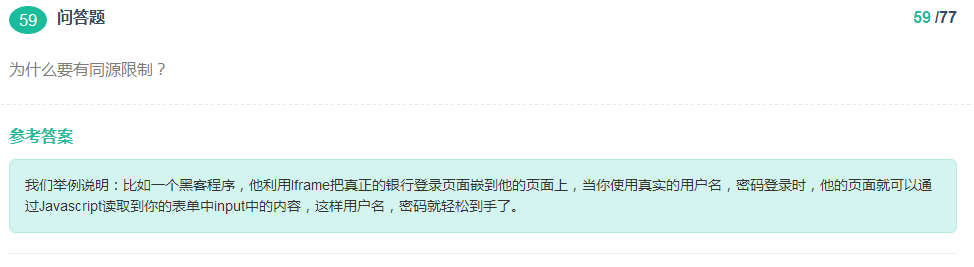 59 问答题 59 /77
为什么要有同源限制？
参考答案
我们举例说明：比如一个黑客程序，他利用Iframe把真正的银行登录页面嵌到他的页面上，当你使用真实的用户名，密码登录时，他的页面就可以通
过Javascript读取到你的表单中input中的内容，这样用户名，密码就轻松到手了。